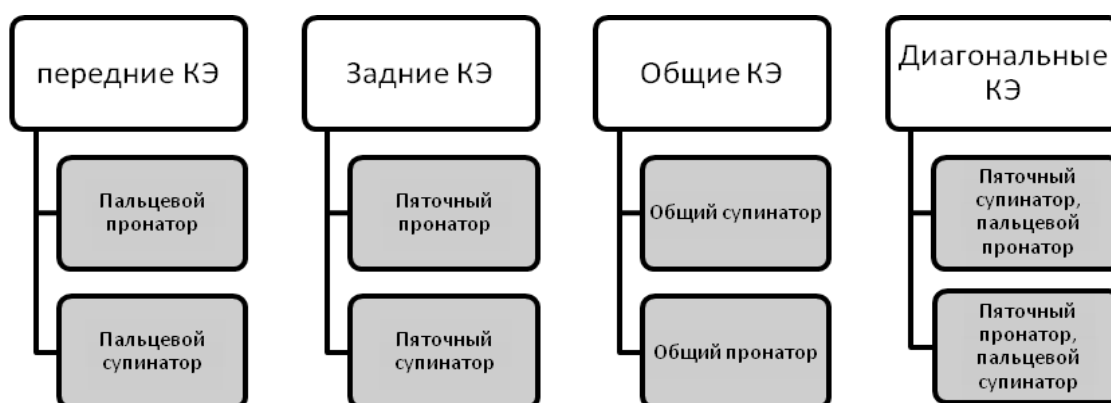 передние КЭ
Пальцевой
пронатор
Пальцевой
супинатор
Задние КЭ
Пяточный
пронатор
Пяточный
супинатор
Общие КЭ
Общий супинатор
Общий пронатор
Диагональные
КЭ
Пяточный
супинатор,
пальцевой
пронатор
Пяточный
пронатор,
пальцевой
супинатор